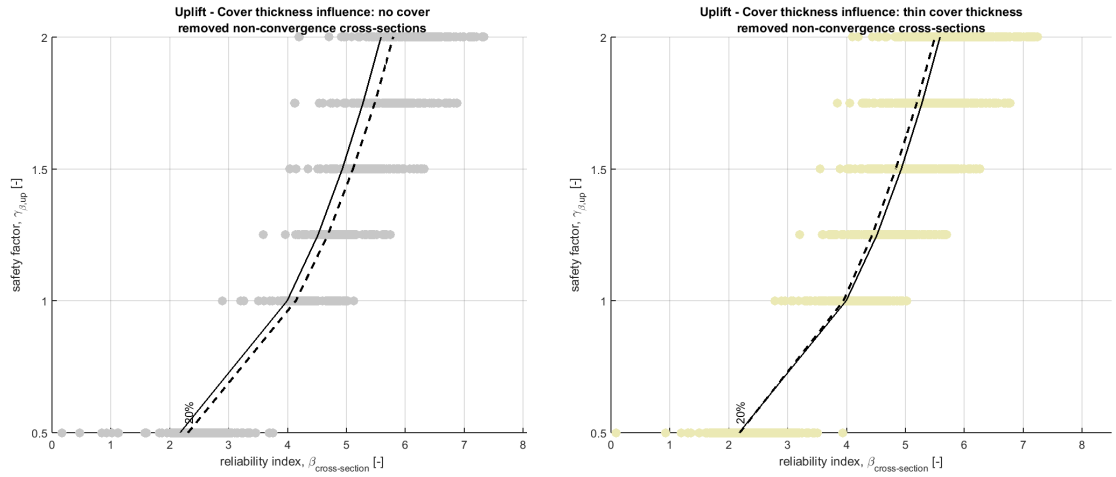 Uplift - Cover thickness influence: no cover
removed non-convergence cross-sections
2
1.5
1
0.5
safety factor, γβ,up [-]
20%
0 1 2 3 4 5 6 7 8
reliability index, βcross-section [-]
Uplift - Cover thickness influence: thin cover thickness
removed non-convergence cross-sections
2
1.5
1
0.5
safety factor, γβ,up [-]
20%
0 1 2 3 4 5 6 7 8
reliability index, βcross-section [-]